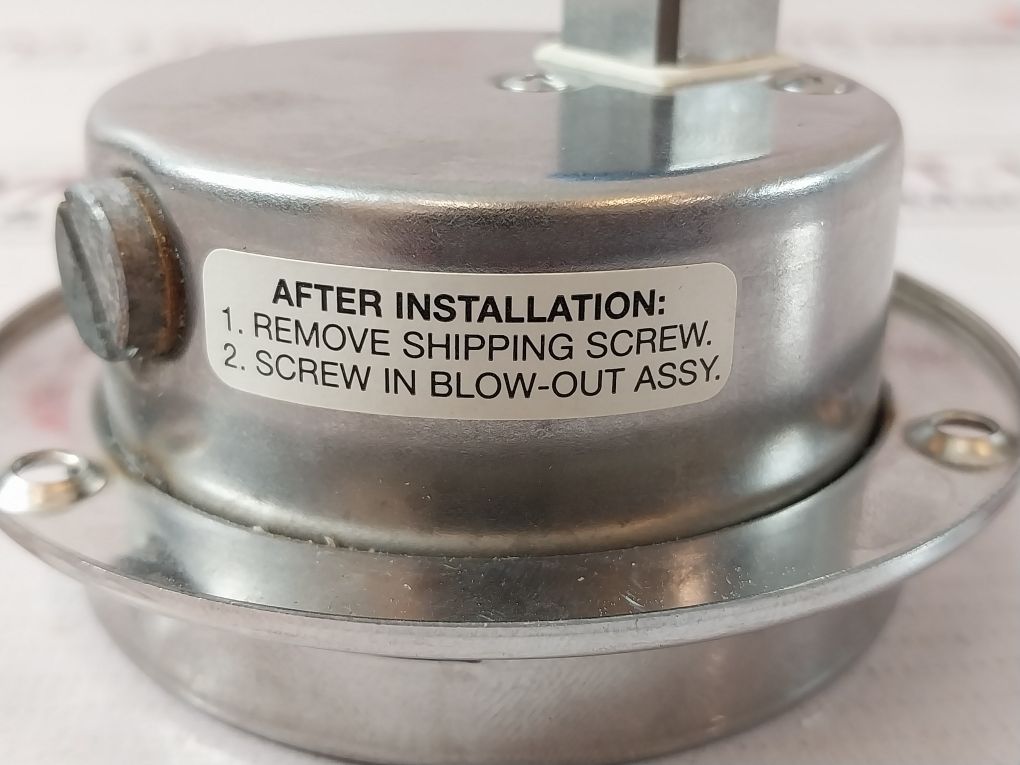 AFTER INSTALLATION:
1. REMOVE SHIPPING SCREW.
2. SCREW IN BLOW-OUT ASSY.